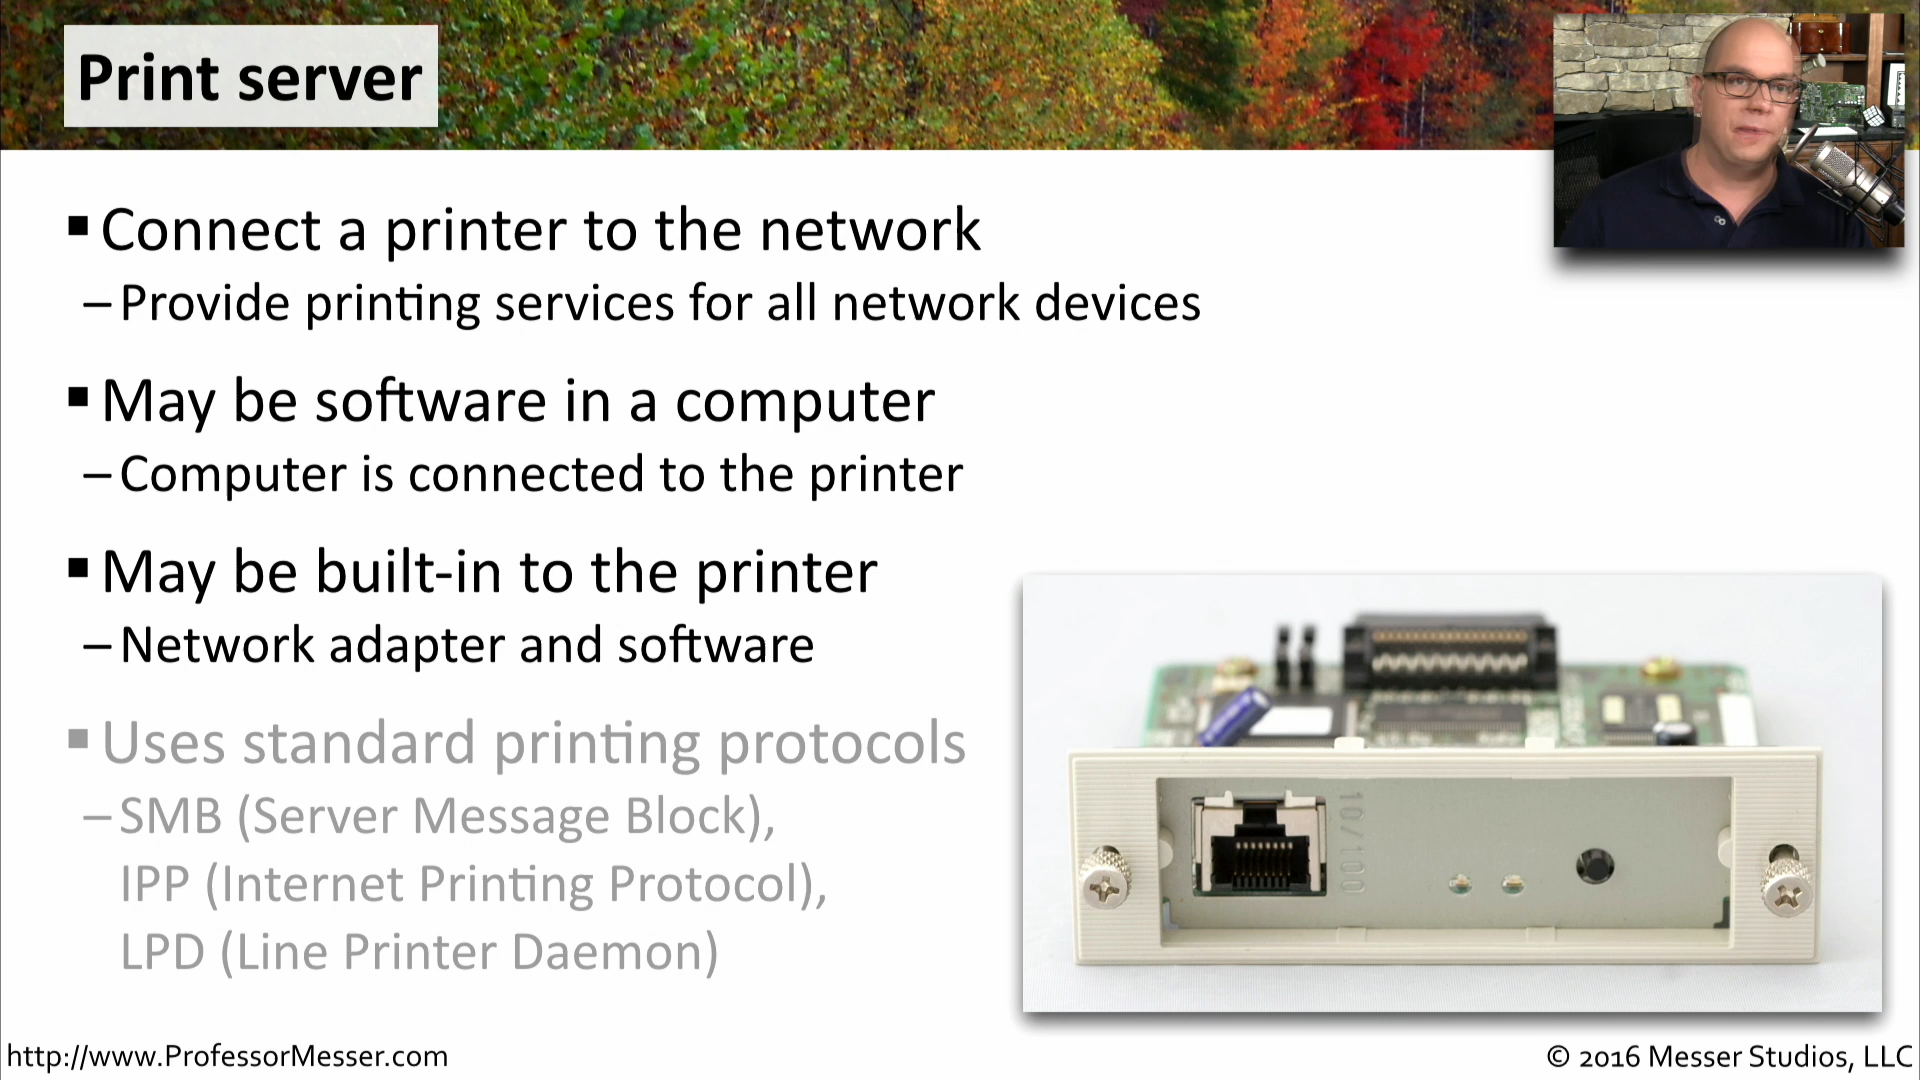 Print server
▪ Connect a printer to the network
– Provide printing services for all network devices
▪ May be software in a computer
– Computer is connected to the printer
▪ May be built-in to the printer
– Network adapter and software
▪ Uses standard printing protocols
– SMB (Server Message Block),
IPP (Internet Printing Protocol),
LPD (Line Printer Daemon)
10/100
http://www.ProfessorMesser.com
© 2016 Messer Studios, LLC